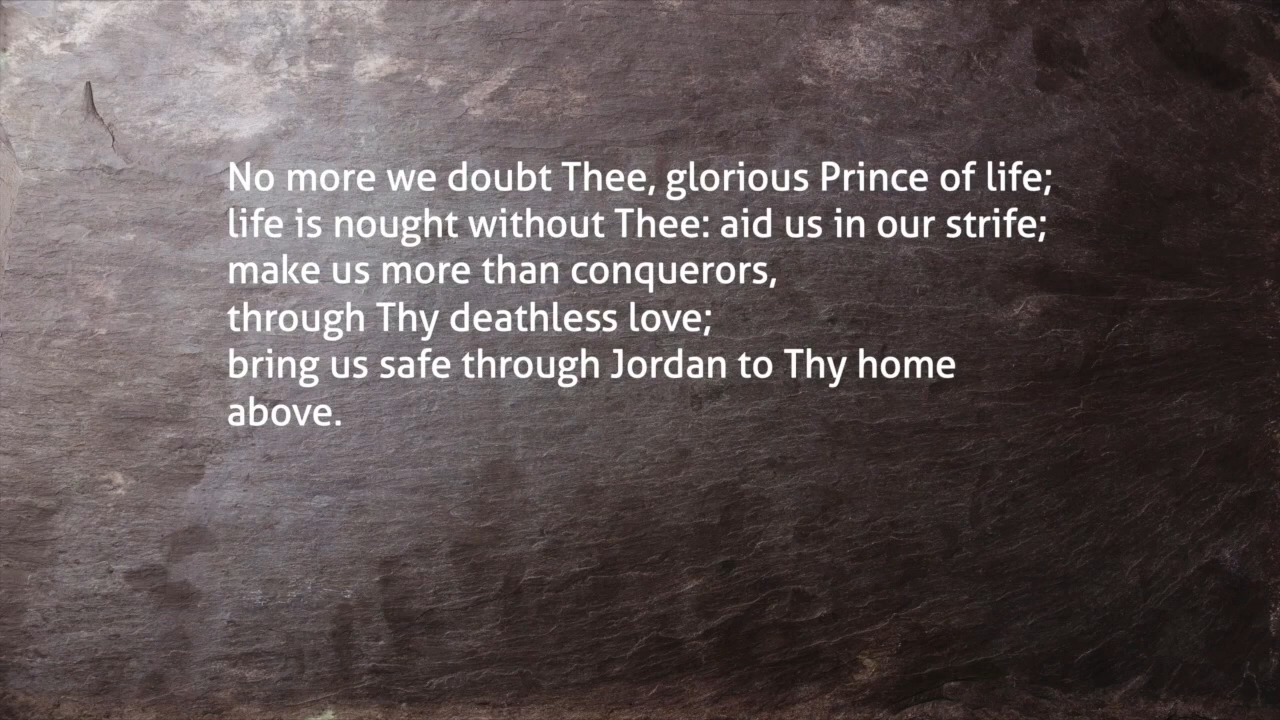 No more we doubt Thee, glorious Prince of life;
life is nought without Thee: aid us in our strife;
make us more than conquerors,
through Thy deathless love;
bring us safe through Jordan to Thy home
above.